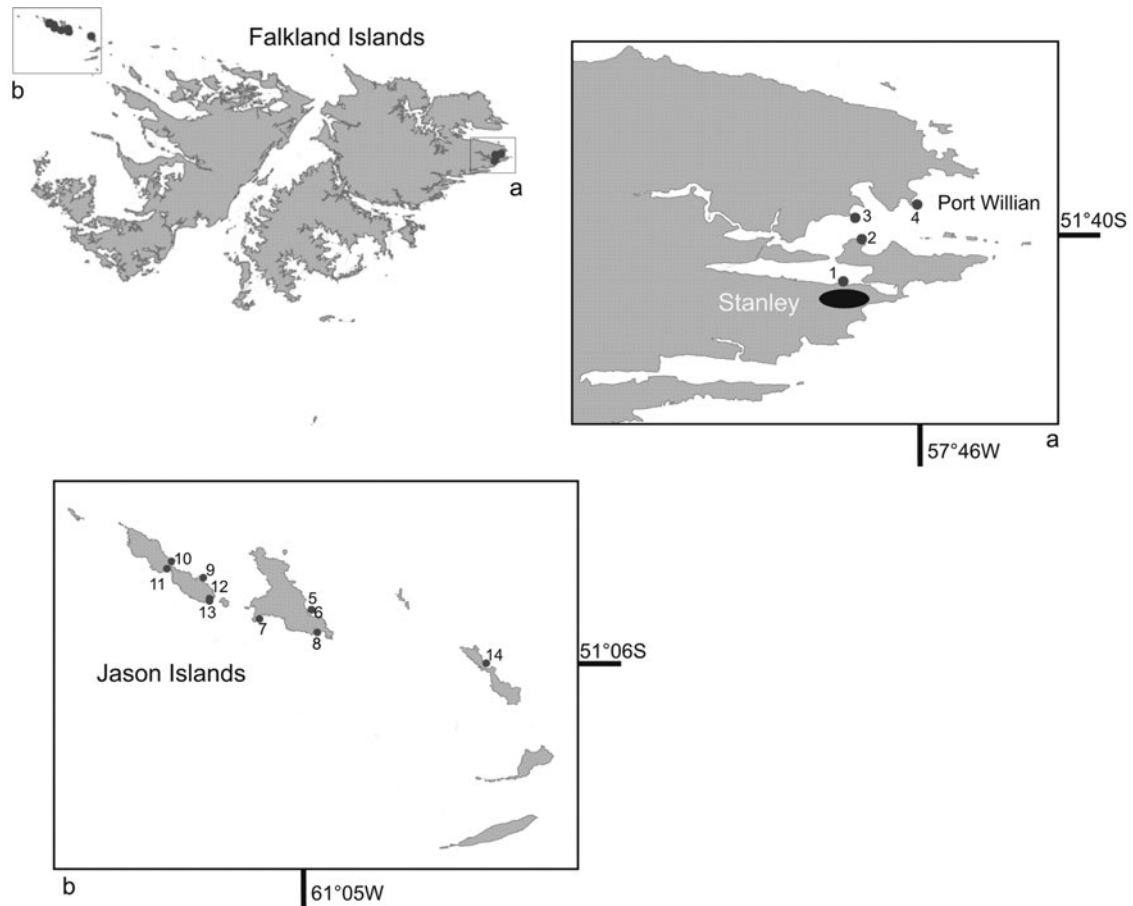 Falkland Islands
b
a
Port Willian
3
4
2
1
Stanley
51°40S
a
57°46W
10
9
11
12
13
5
6
7
8
14
Jason Islands
51°06S
b
61°05W